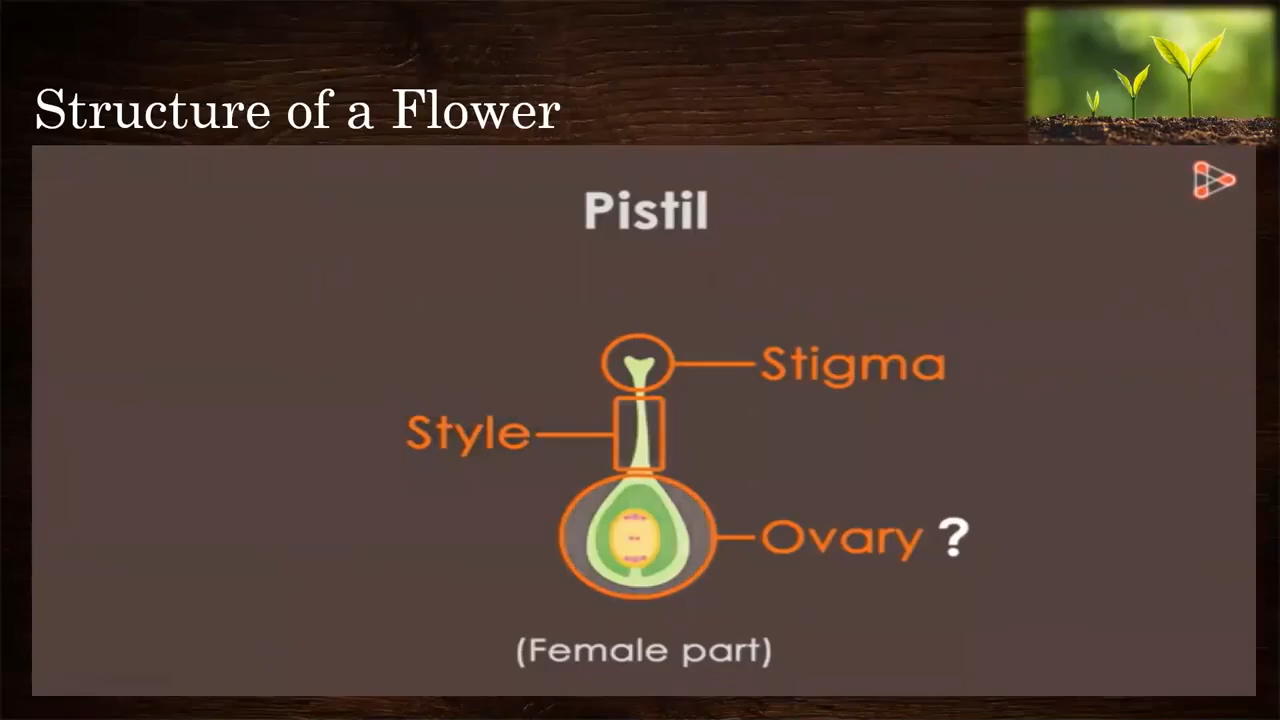 Structure of a Flower
Pistil
Stigma
Style
Ovary ?
(Female part)